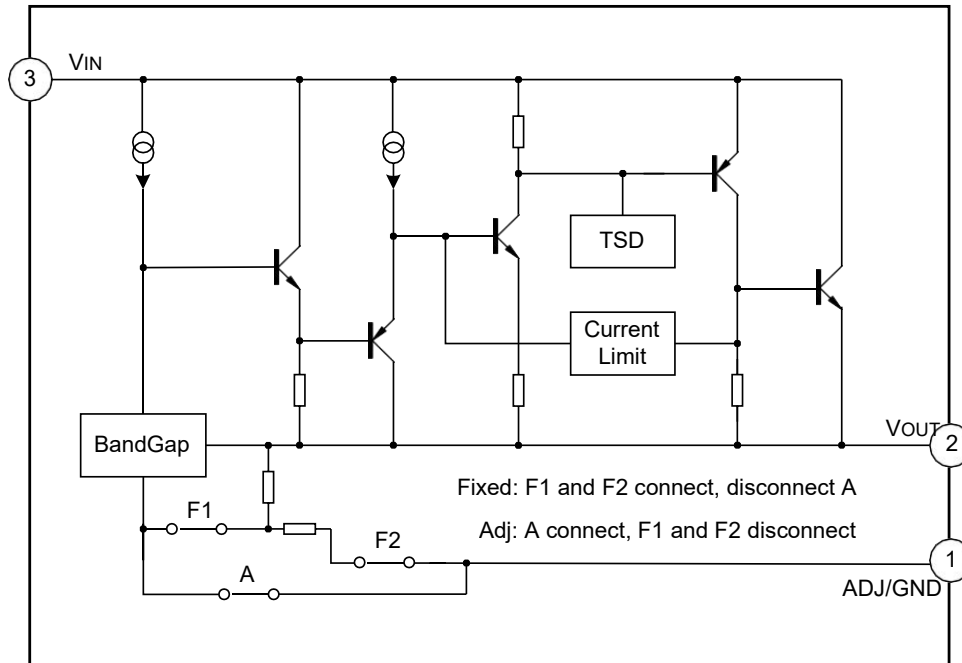 VIN
3
TSD
Current
Limit
BandGap
VOUT
2
Fixed: F1 and F2 connect, disconnect A
F1
Adj: A connect, F1 and F2 disconnect
F2
1
A
ADJ/GND